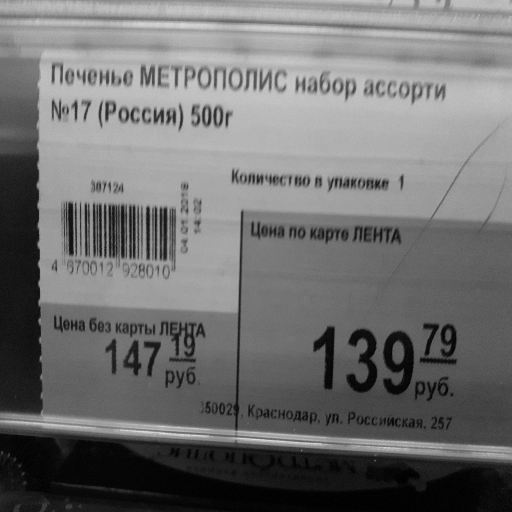 Печенье МЕТРОПОЛИС набор ассорти
№17 (Россия) 500г
Количество в упаковке 1
387124
04.01.2018
14:02
4 670012 928010
Цена по карте ЛЕНТА
139 79
руб.
Цена без карты ЛЕНТА
147 19
руб.
350029, Краснодар, ул. Российская, 257